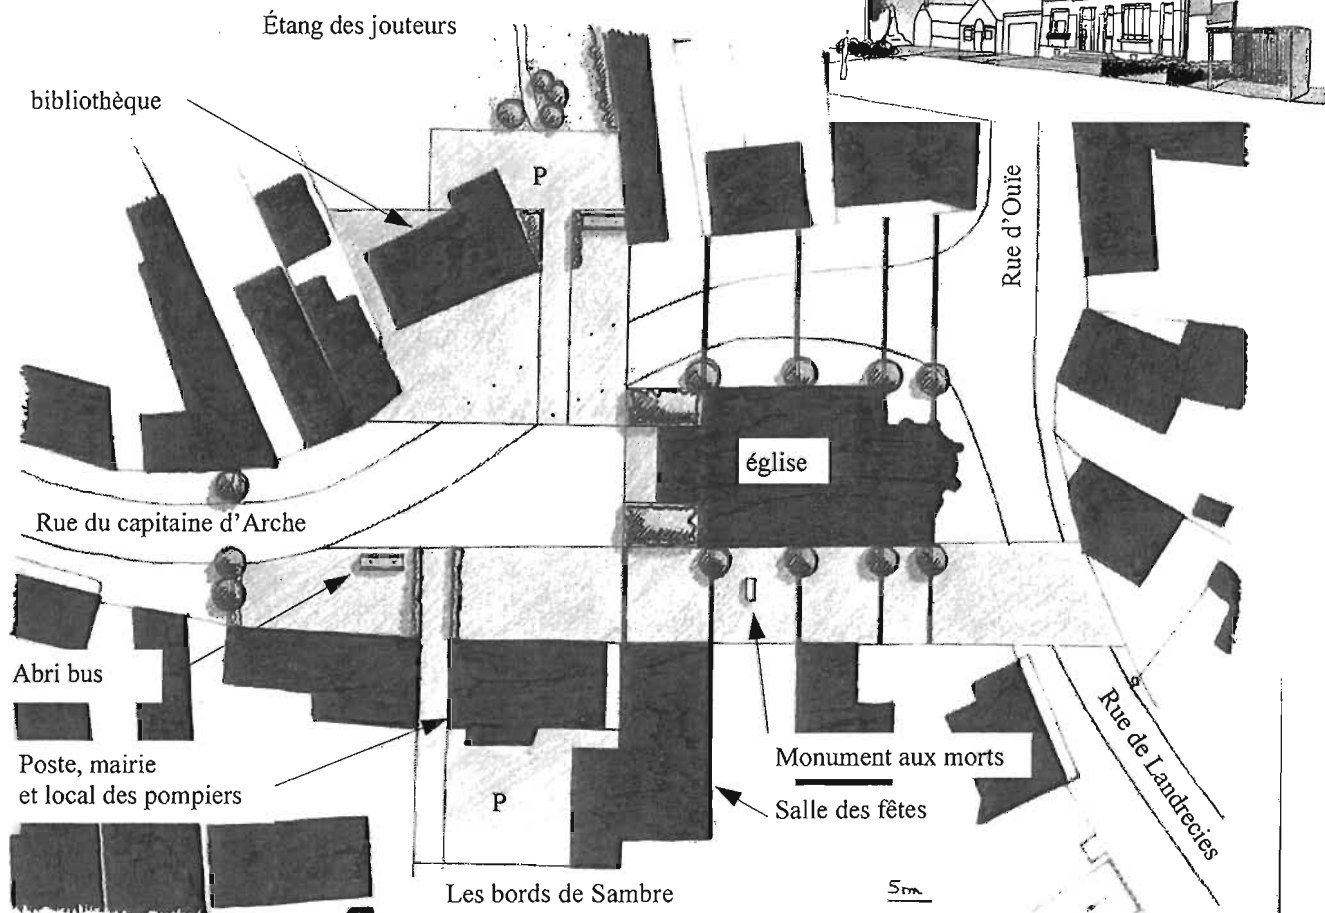 Étang des jouteurs
bibliothèque
P
Rue d'Ouïe
église
Rue du capitaine d'Arche
Abri bus
Poste, mairie
et local des pompiers
P
Monument aux morts
Salle des fêtes
Rue de Landrecies
Les bords de Sambre
5m